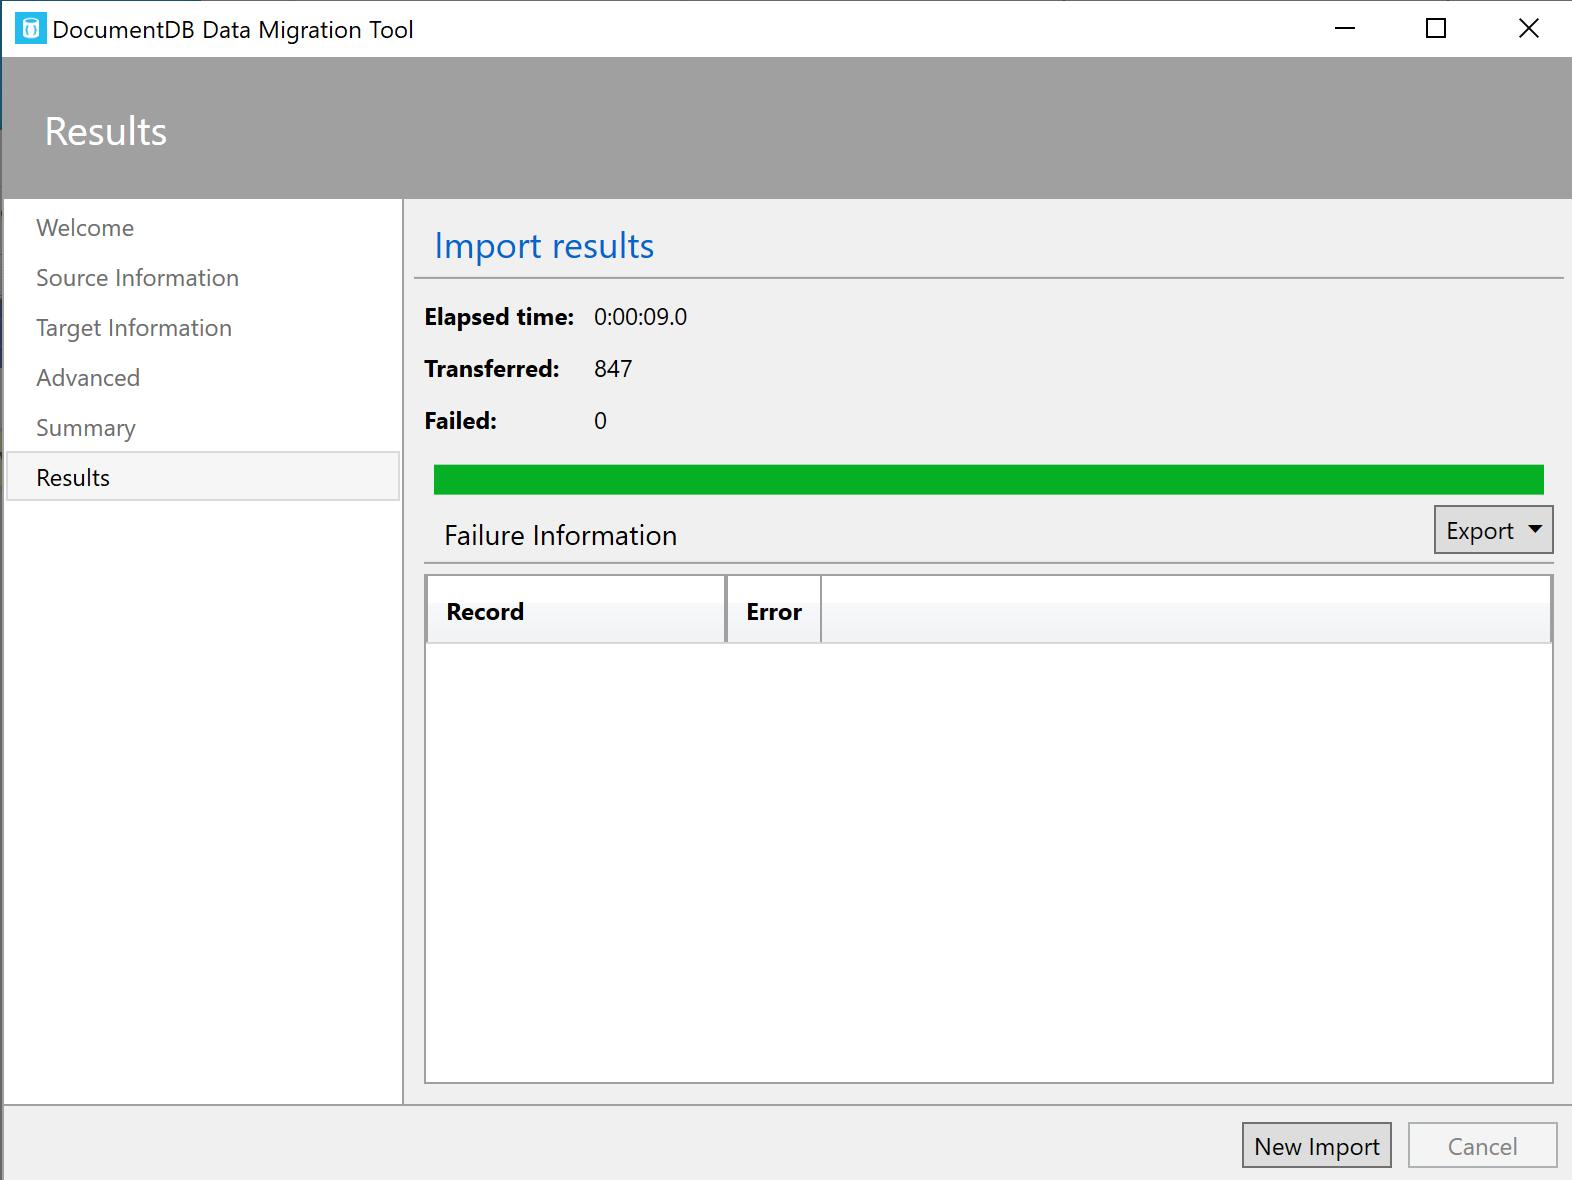 DocumentDB Data Migration Tool
Results
Welcome
Source Information
Target Information
Advanced
Summary
Results
Import results
Elapsed time: 0:00:09.0
Transferred: 847
Failed: 0
Failure Information
Export
Record Error
New Import Cancel